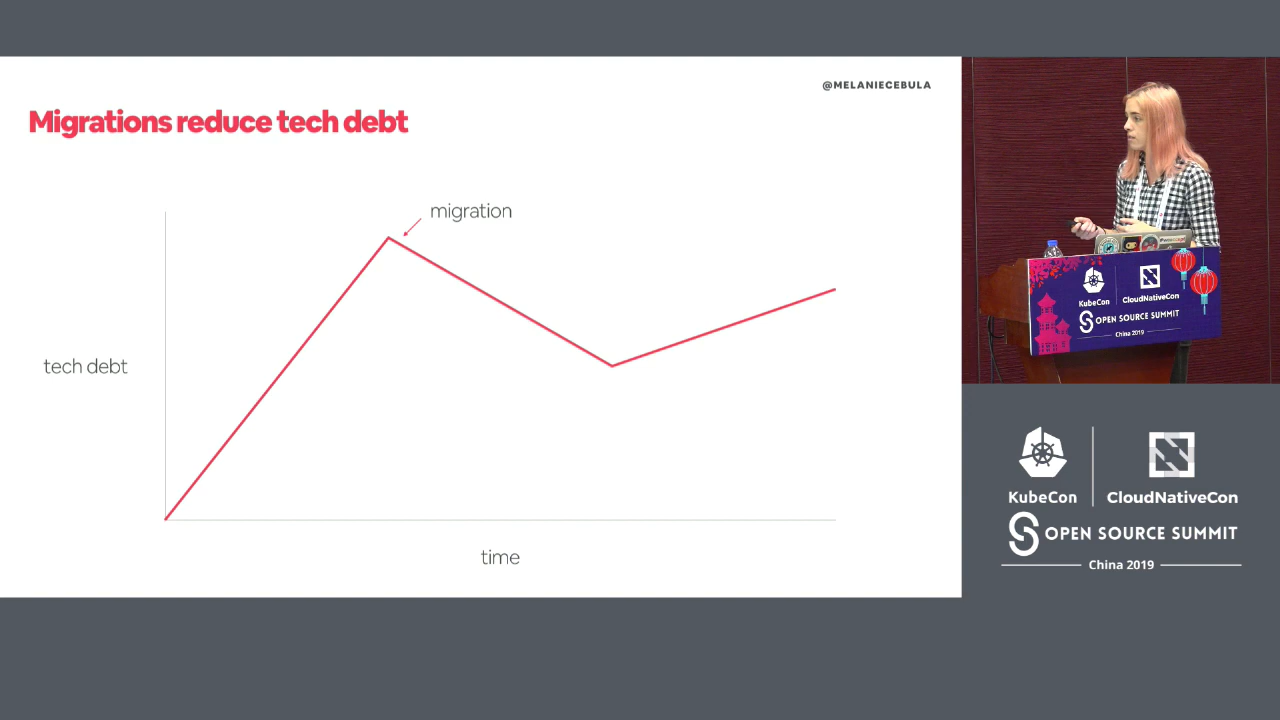 @MELANIECEBULA
Migrations reduce tech debt
migration
tech debt
time
KubeCon
CloudNativeCon
OPEN SOURCE SUMMIT
China 2019
KubeCon
CloudNativeCon
OPEN SOURCE SUMMIT
China 2019